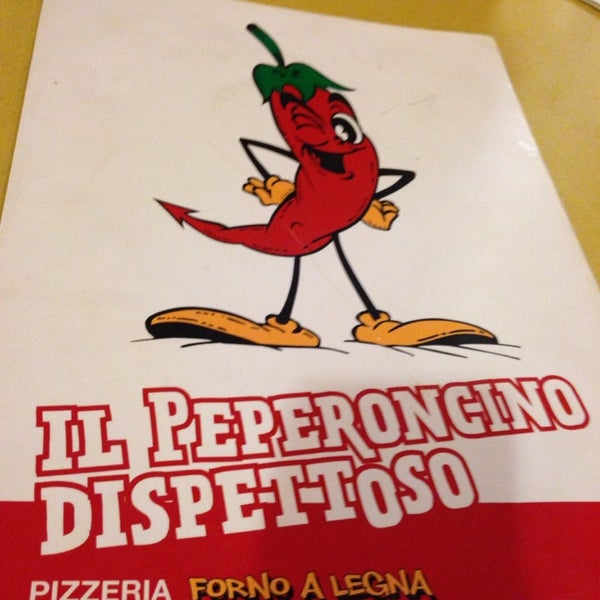 IL PEPERONCINO
DISPETTOSO
PIZZERIA FORNO A LEGNA